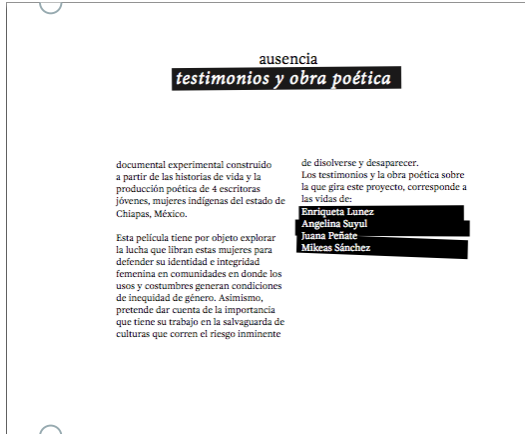 ausencia
testimonios y obra poética
documental experimental construido
a partir de las historias de vida y la
producción poética de 4 escritoras
jóvenes, mujeres indígenas del estado de
Chiapas, México.
Esta película tiene por objeto explorar
la lucha que libran estas mujeres para
defender su identidad e integridad
femenina en comunidades en donde los
usos y costumbres generan condiciones
de inequidad de género. Asimismo,
pretende dar cuenta de la importancia
que tiene su trabajo en la salvaguarda de
culturas que corren el riesgo inminente
de disolverse y desaparecer.
Los testimonios y la obra poética sobre
la que gira este proyecto, corresponde a
las vidas de:
Enriqueta Lunez
Angelina Suyul
Juana Peñate
Mikeas Sánchez